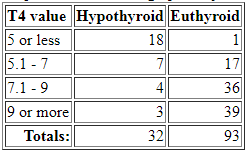 T4 value Hypothyroid Euthyroid
5 or less 18 1
5.1 - 7 7 17
7.1 - 9 4 36
9 or more 3 39
Totals: 32 93